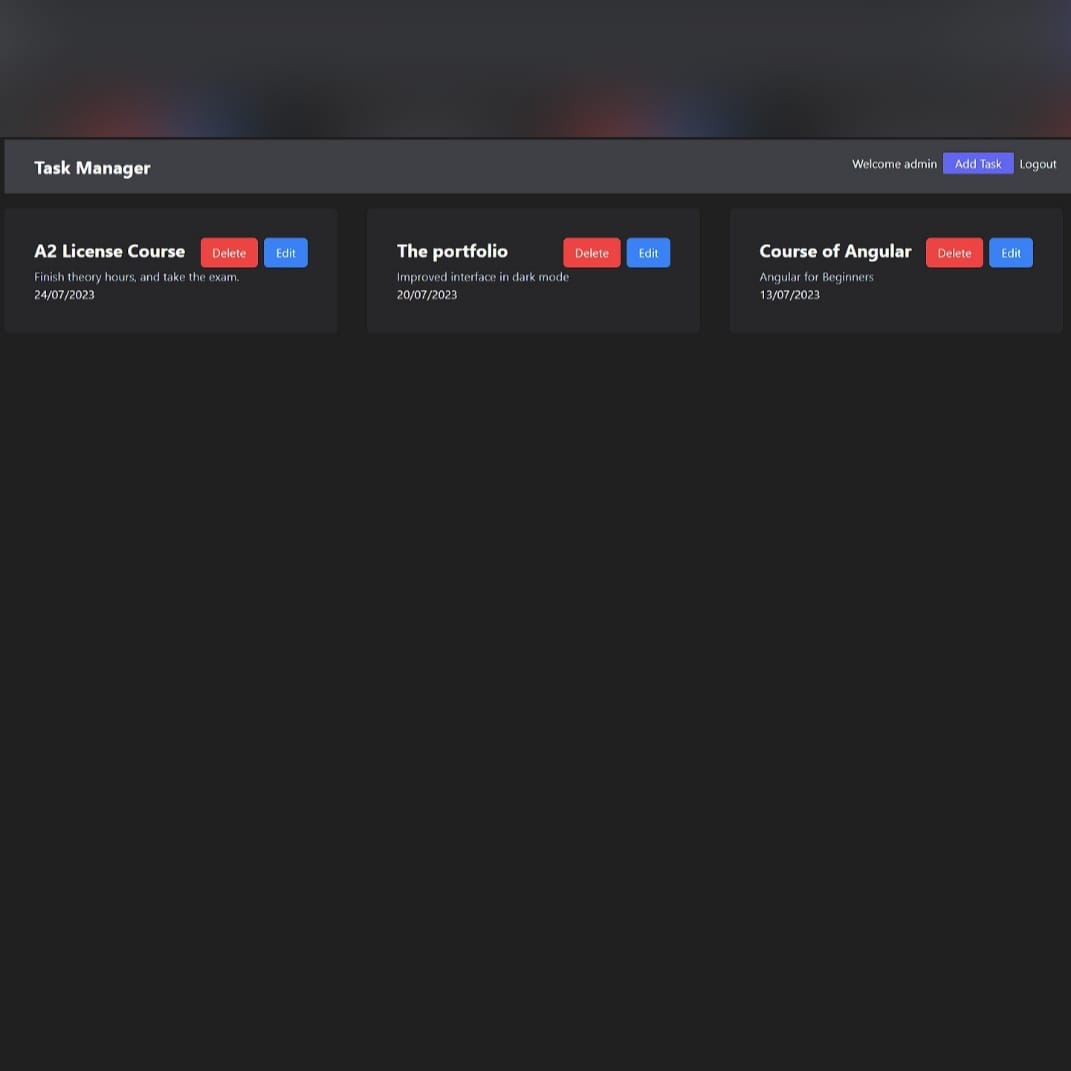 Task Manager
Welcome admin Add Task Logout
A2 License Course Delete Edit
Finish theory hours, and take the exam.
24/07/2023
The portfolio Delete Edit
Improved interface in dark mode
20/07/2023
Course of Angular Delete Edit
Angular for Beginners
13/07/2023